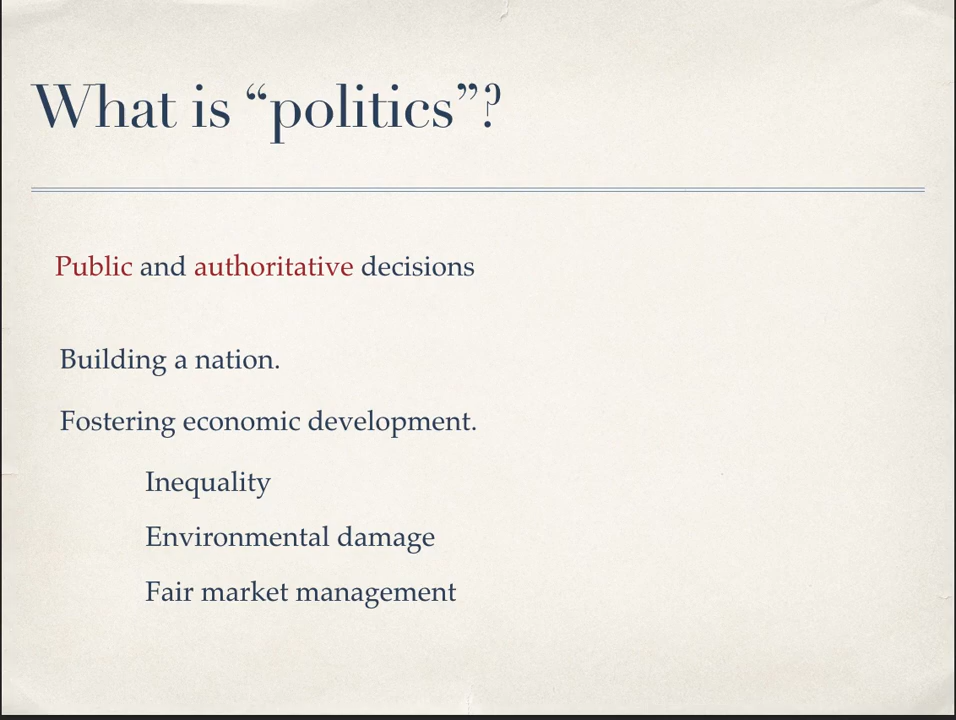 What is “politics”?
Public and authoritative decisions
Building a nation.
Fostering economic development.
Inequality
Environmental damage
Fair market management